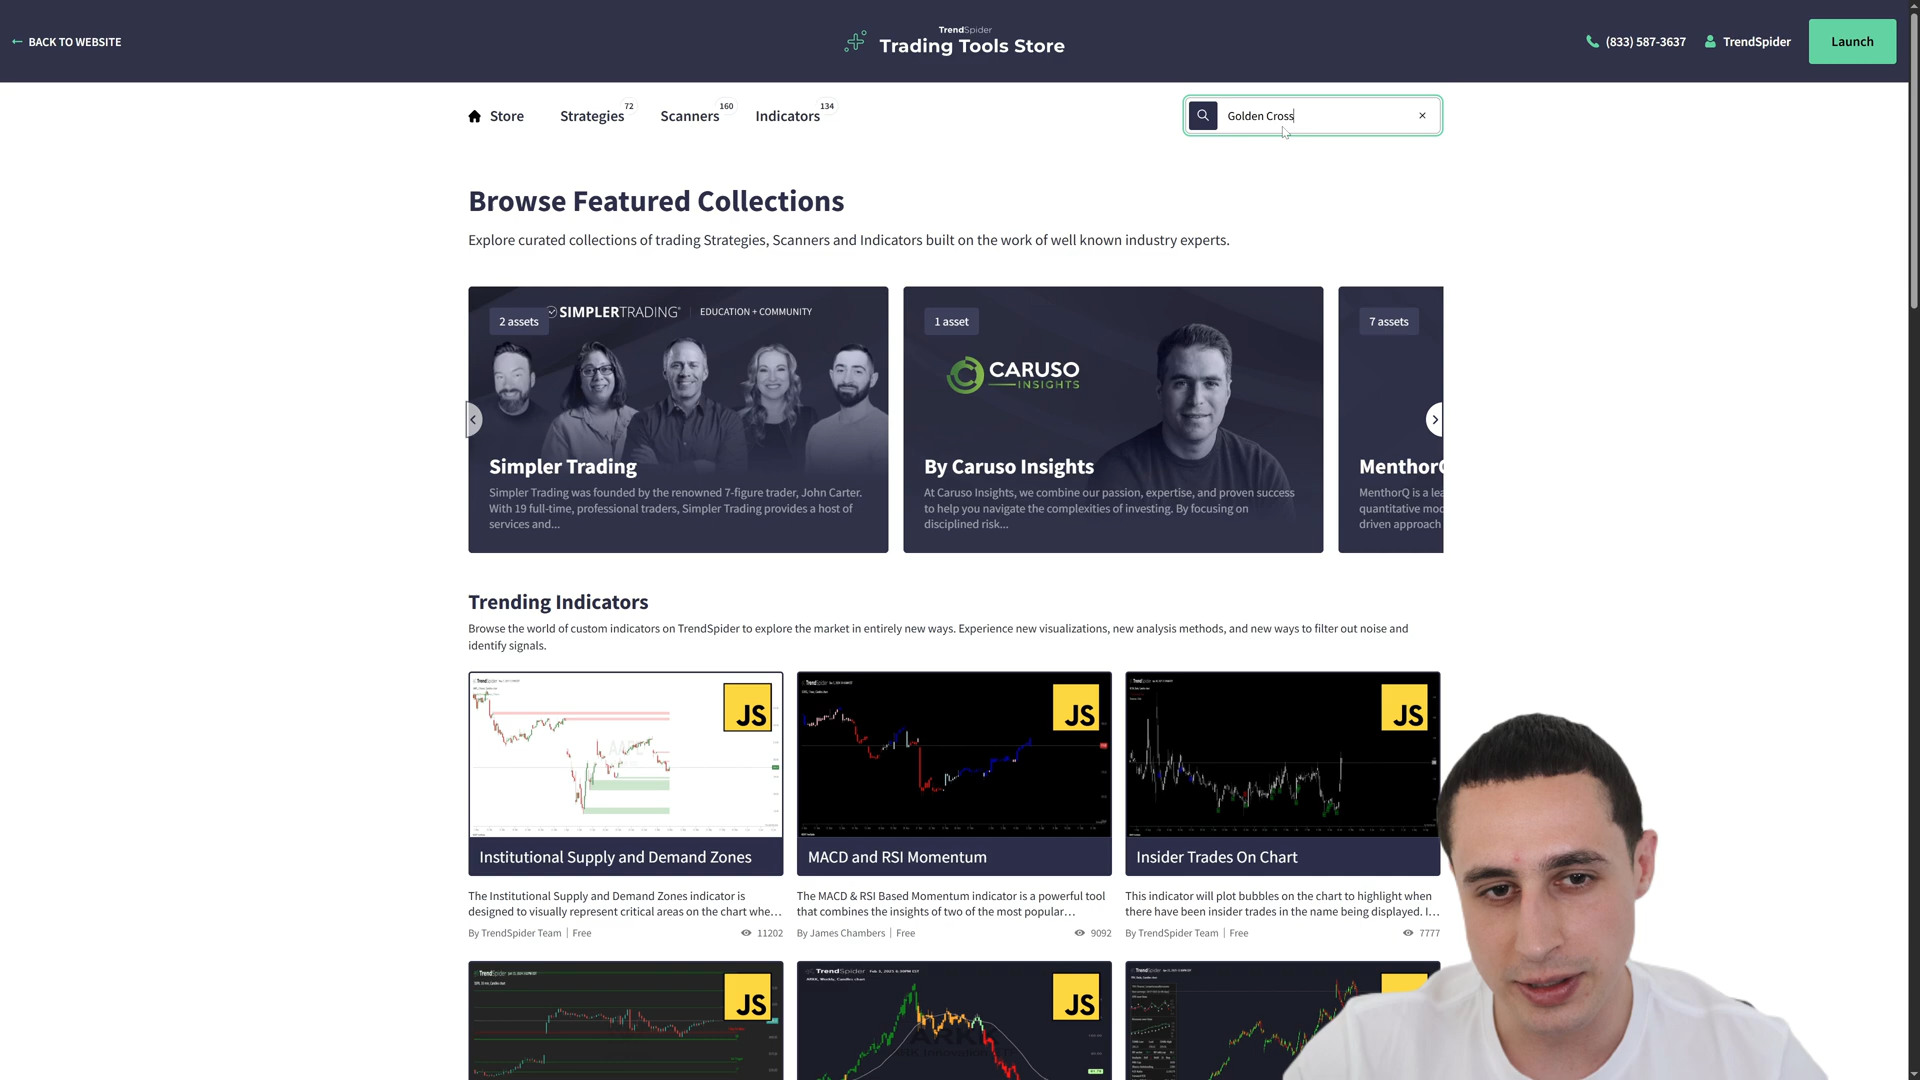 ← BACK TO WEBSITE
TrendSpider
Trading Tools Store
(833) 587-3637
TrendSpider
Launch
Store
Strategies 72
Scanners 160
Indicators 134
Golden Cross
Browse Featured Collections
Explore curated collections of trading Strategies, Scanners and Indicators built on the work of well known industry experts.
2 assets
SIMPLERTRADING | EDUCATION + COMMUNITY
Simpler Trading
Simpler Trading was founded by the renowned 7-figure trader, John Carter.
With 19 full-time, professional traders, Simpler Trading provides a host of
services and...
1 asset
CARUSO
INSIGHTS
By Caruso Insights
At Caruso Insights, we combine our passion, expertise, and proven success
to help you navigate the complexities of investing. By focusing on
disciplined risk...
7 assets
MenthorQ
MenthorQ is a lea
quantitative mod
driven approach
Trending Indicators
Browse the world of custom indicators on TrendSpider to explore the market in entirely new ways. Experience new visualizations, new analysis methods, and new ways to filter out noise and
identify signals.
JS
Institutional Supply and Demand Zones
The Institutional Supply and Demand Zones indicator is
designed to visually represent critical areas on the chart whe…
By TrendSpider Team | Free
11202
JS
MACD and RSI Momentum
The MACD & RSI Based Momentum indicator is a powerful tool
that combines the insights of two of the most popular…
By James Chambers | Free
9092
JS
Insider Trades On Chart
This indicator will plot bubbles on the chart to highlight when
there have been insider trades in the name being displayed. I…
By TrendSpider Team | Free
7777
TrendSpider
JS
TrendSpider
ARKK, Weekly, Candles chart
JS
TrendSpider